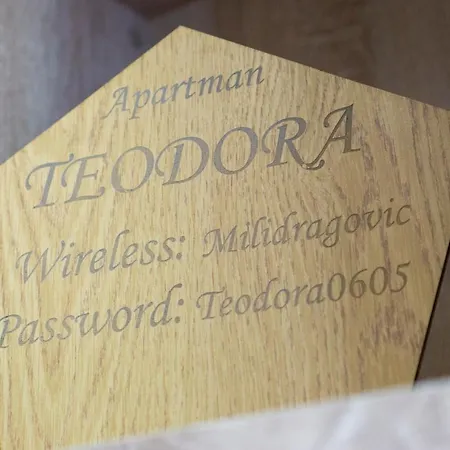 Apartman
TEODORA
Wireless: Milidragovic
Password: Teodora0605